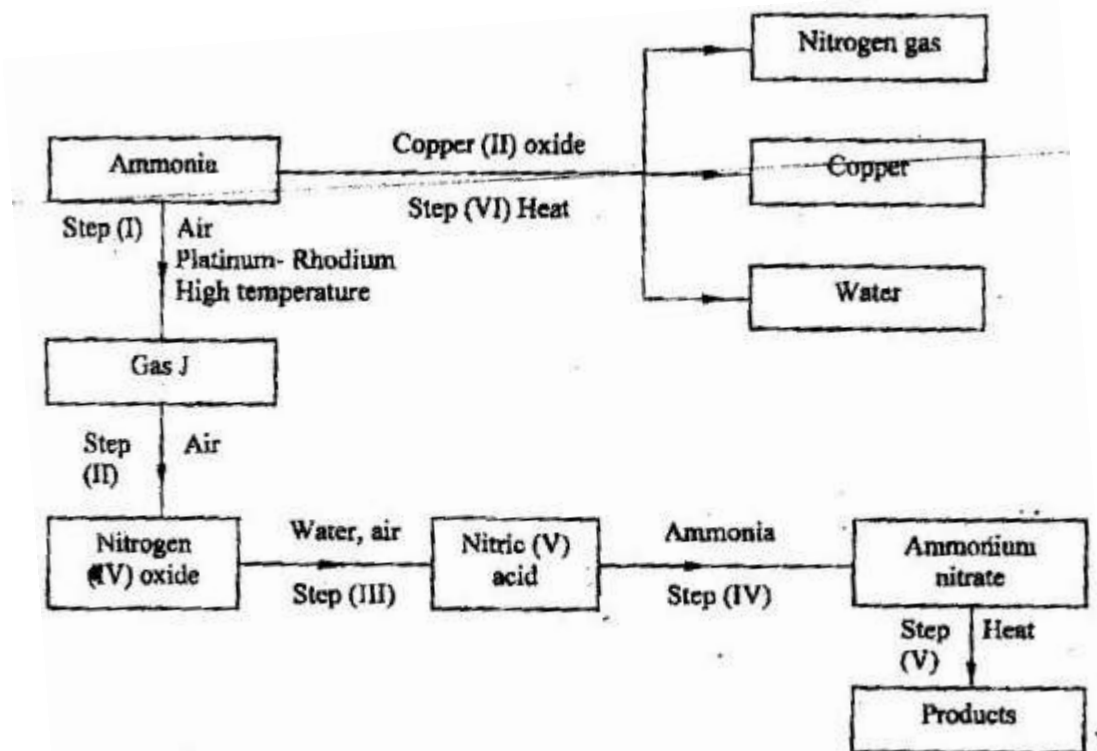 Nitrogen gas
Copper (II) oxide
Ammonia
Copper
Step (VI) Heat
Step (I)
Air
Platinum- Rhodium
High temperature
Water
Gas J
Step
(II)
Air
Nitrogen
(IV) oxide
Water, air
Step (III)
Nitric (V)
acid
Ammonia
Step (IV)
Ammonium
nitrate
Step
(V)
Heat
Products